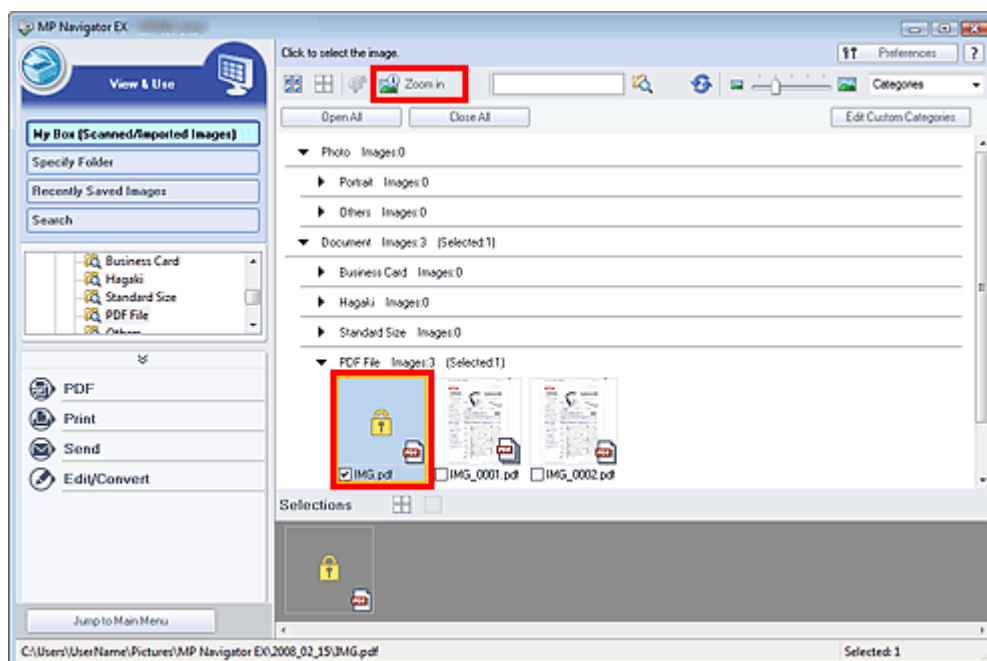 MP Navigator EX
Click to select the image.
Preferences
?
View & Use
Zoom in
Categories
Open All
Close All
Edit Custom Categories
My Box (Scanned/Imported Images)
Specify Folder
Recently Saved Images
Search
Photo Images:0
Portrait Images:0
Others Images:0
Document Images:3 (Selected:1)
Business Card Images:0
Hagaki Images:0
Standard Size Images:0
PDF File Images:3 (Selected:1)
Business Card
Hagaki
Standard Size
PDF File
Others
PDF
Print
Send
Edit/Convert
IMG.pdf
IMG_0001.pdf
IMG_0002.pdf
Selections
Jump to Main Menu
C:\Users\UserName\Pictures\MP Navigator EX\2008_02_15\IMG.pdf
Selected: 1